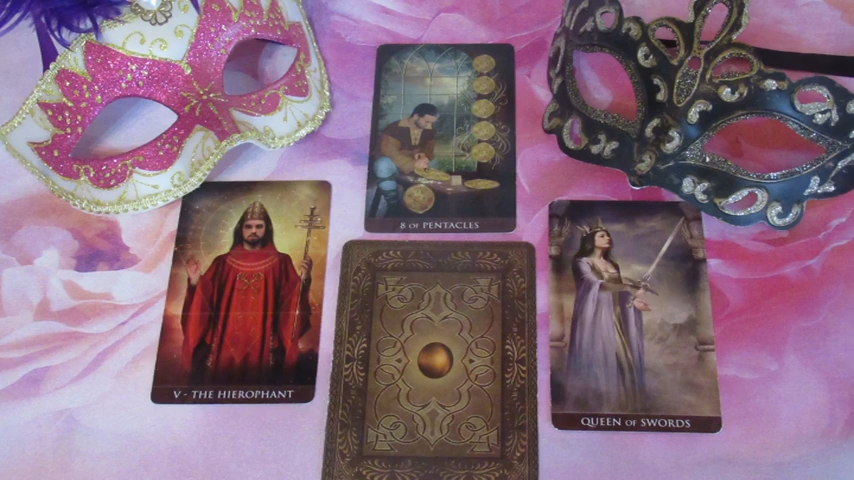 8 OF PENTACLES
V - THE HIEROPHANT
QUEEN OF SWORDS